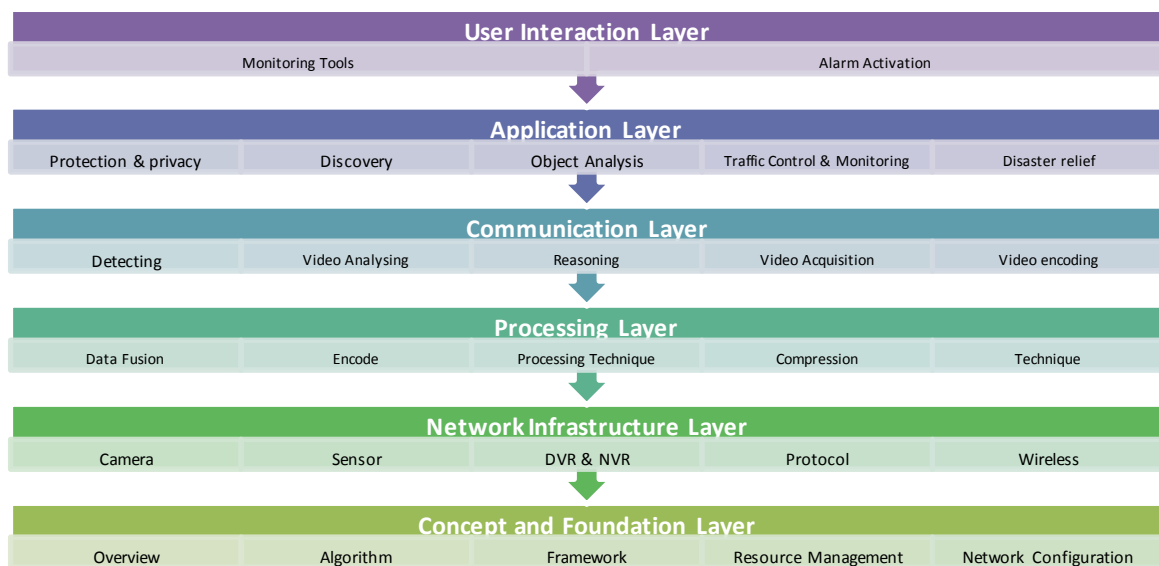 User Interaction Layer
Monitoring Tools Alarm Activation
Application Layer
Protection & privacy Discovery Object Analysis Traffic Control & Monitoring Disaster relief
Communication Layer
Detecting Video Analysing Reasoning Video Acquisition Video encoding
Processing Layer
Data Fusion Encode Processing Technique Compression Technique
Network Infrastructure Layer
Camera Sensor DVR & NVR Protocol Wireless
Concept and Foundation Layer
Overview Algorithm Framework Resource Management Network Configuration